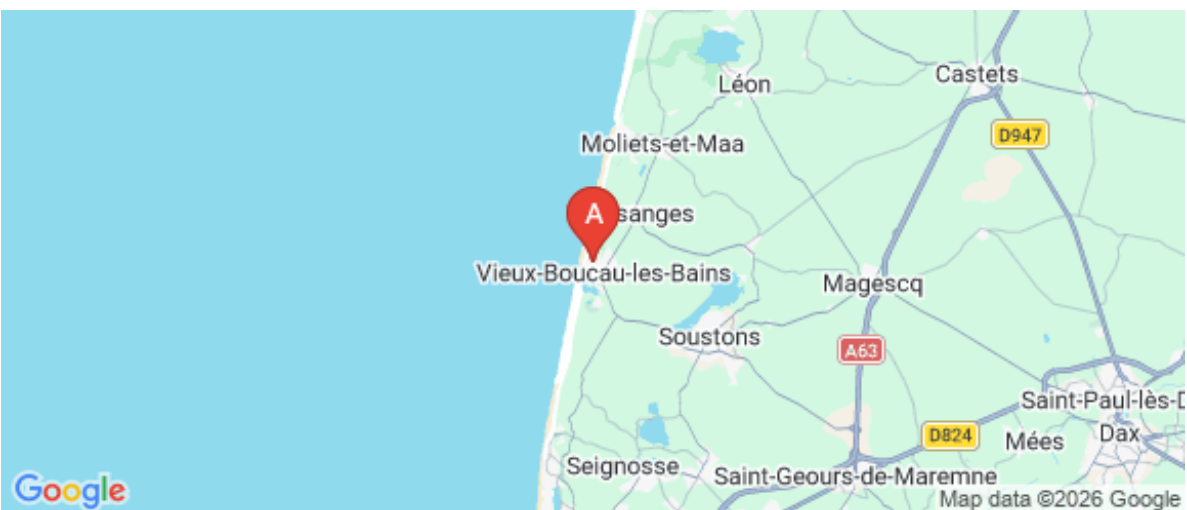 Léon
Castets
D947
Moliets-et-Maa
A
sanges
Vieux-Boucau-les-Bains
Magescq
Soustons
A63
Saint-Paul-lès-D
D824
Mées
Dax
Seignosse
Saint-Geours-de-Maremne
Google
Map data ©2026 Google